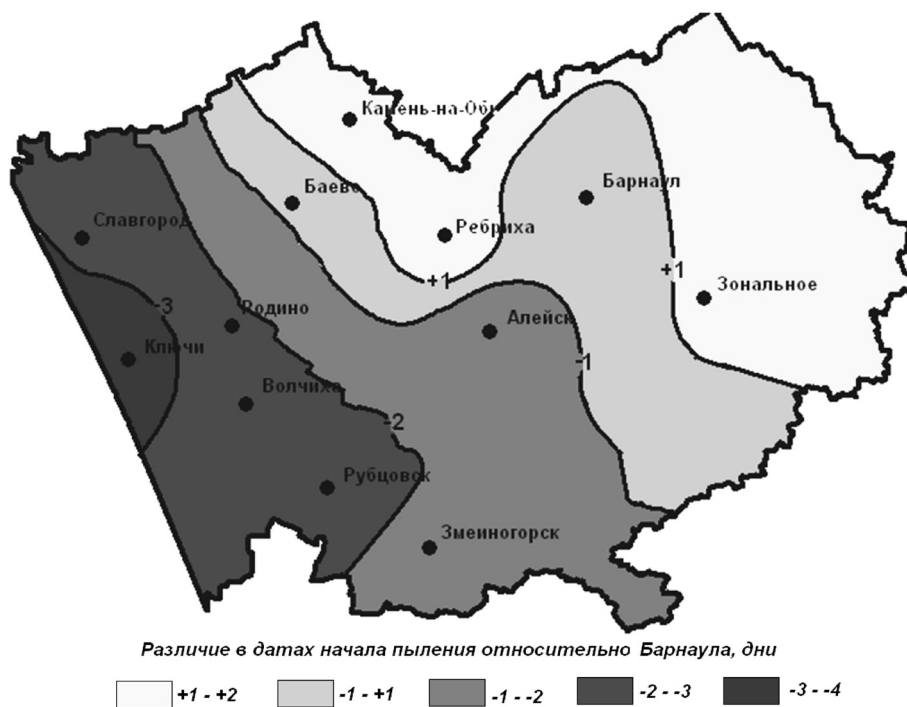 Камень-на-Обі
Баево
Барнаул
Славгород
Ребриха
+1
+1
Зональное
-3
Родино
Алейск
Ключи
-1
Волчиха
-2
Рубцовск
Змеиногорск
Различие в датах начала пыления относительно Барнаула, дни
+1 - +2
-1 - +1
-1 - -2
-2 - -3
-3 - -4